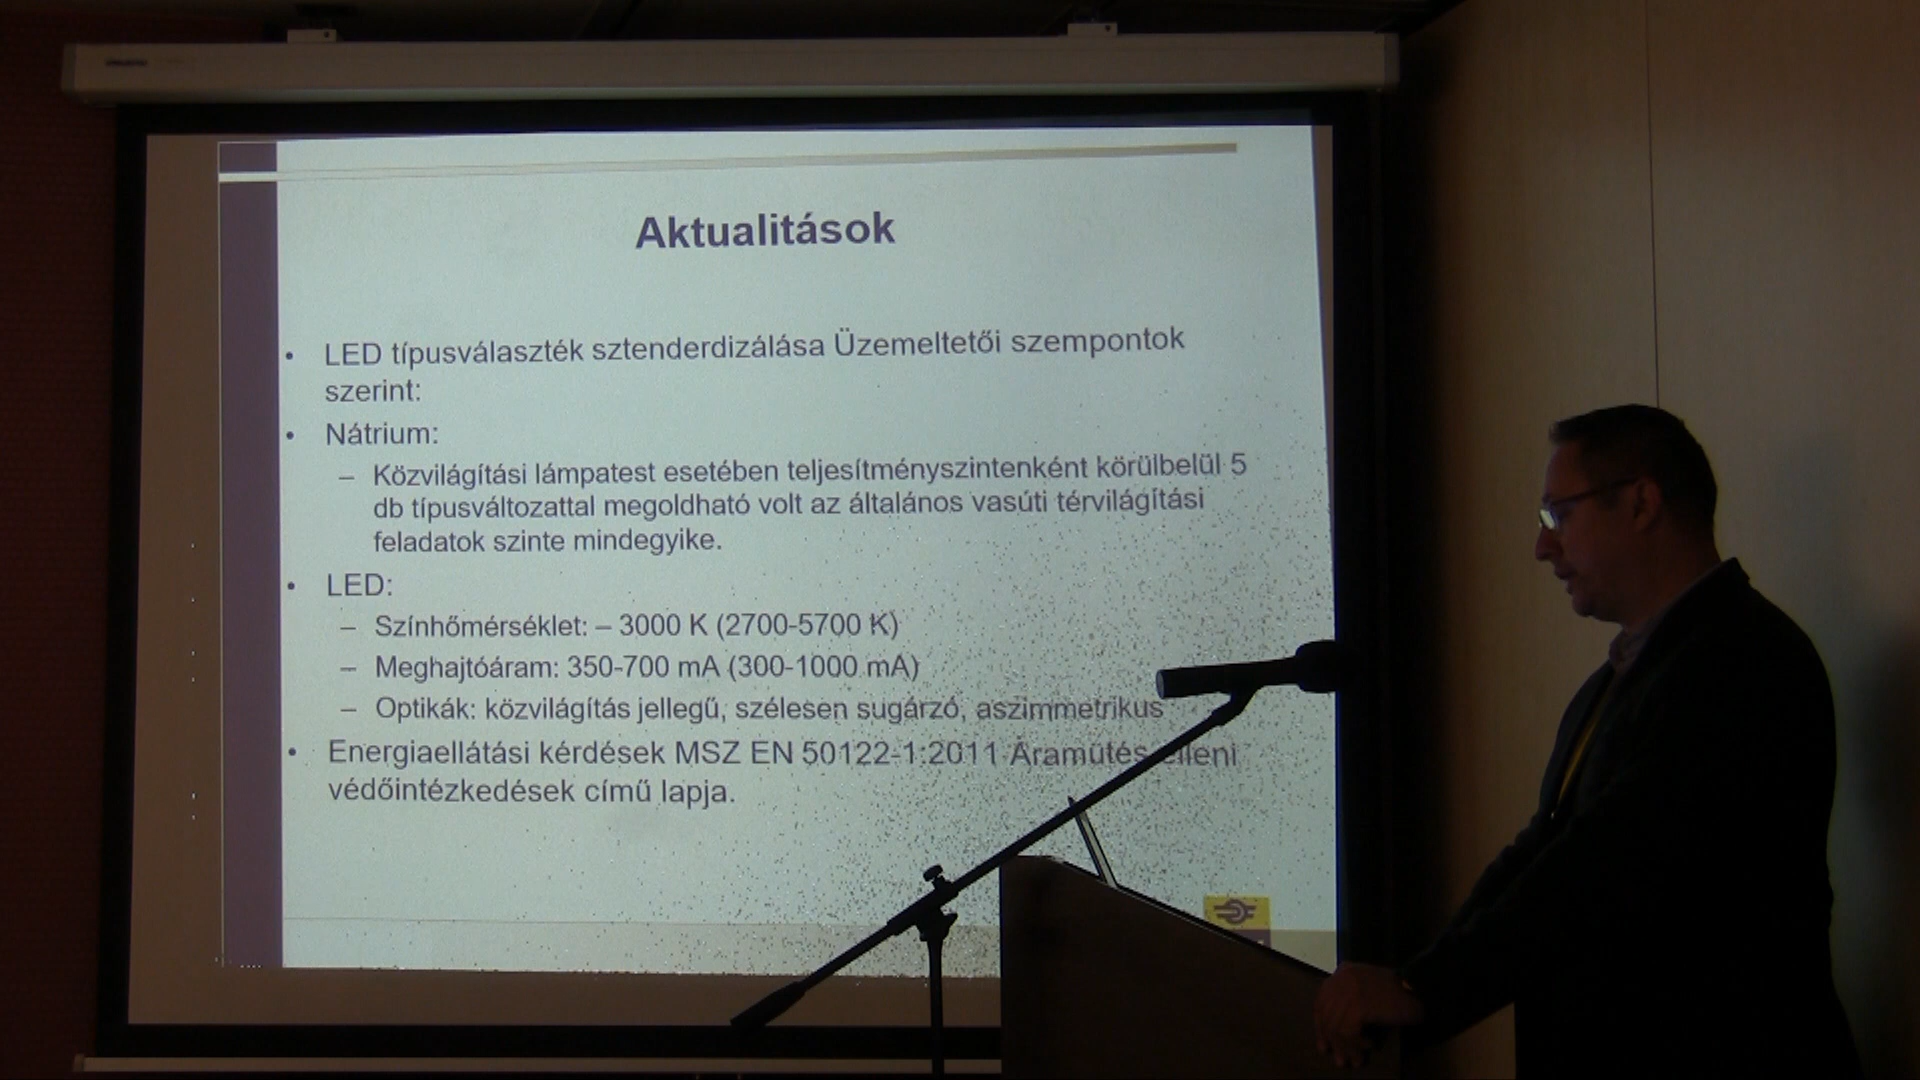 Aktualitások
• LED típusválaszték sztenderdizálása Üzemeltetői szempontok
szerint:
• Nátrium:
– Közvilágítási lámpatest esetében teljesítményszintenként körülbelül 5
db típusváltozattal megoldható volt az általános vasúti térvilágítási
feladatok szinte mindegyike.
• LED:
– Színhőmérséklet: – 3000 K (2700-5700 K)
– Meghajtóáram: 350-700 mA (300-1000 mA)
– Optikák: közvilágítás jellegű, szélesen sugárzó, aszimmetrikus
• Energiaellátási kérdések MSZ EN 50122-1:2011 Áramütés elleni
védőintézkedések című lapja.